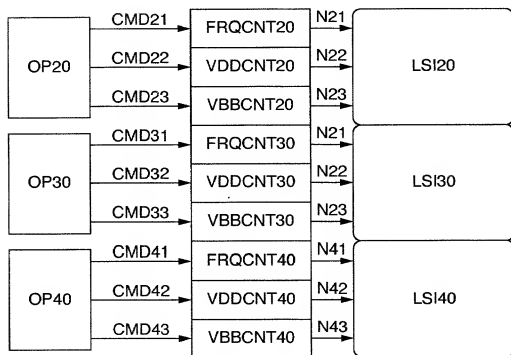 CMD21 FRQCNT20 N21
OP20 CMD22 VDDCNT20 N22 LSI20
CMD23 VBBCNT20 N23
CMD31 FRQCNT30 N21
OP30 CMD32 VDDCNT30 N22 LSI30
CMD33 VBBCNT30 N23
CMD41 FRQCNT40 N41
OP40 CMD42 VDDCNT40 N42 LSI40
CMD43 VBBCNT40 N43